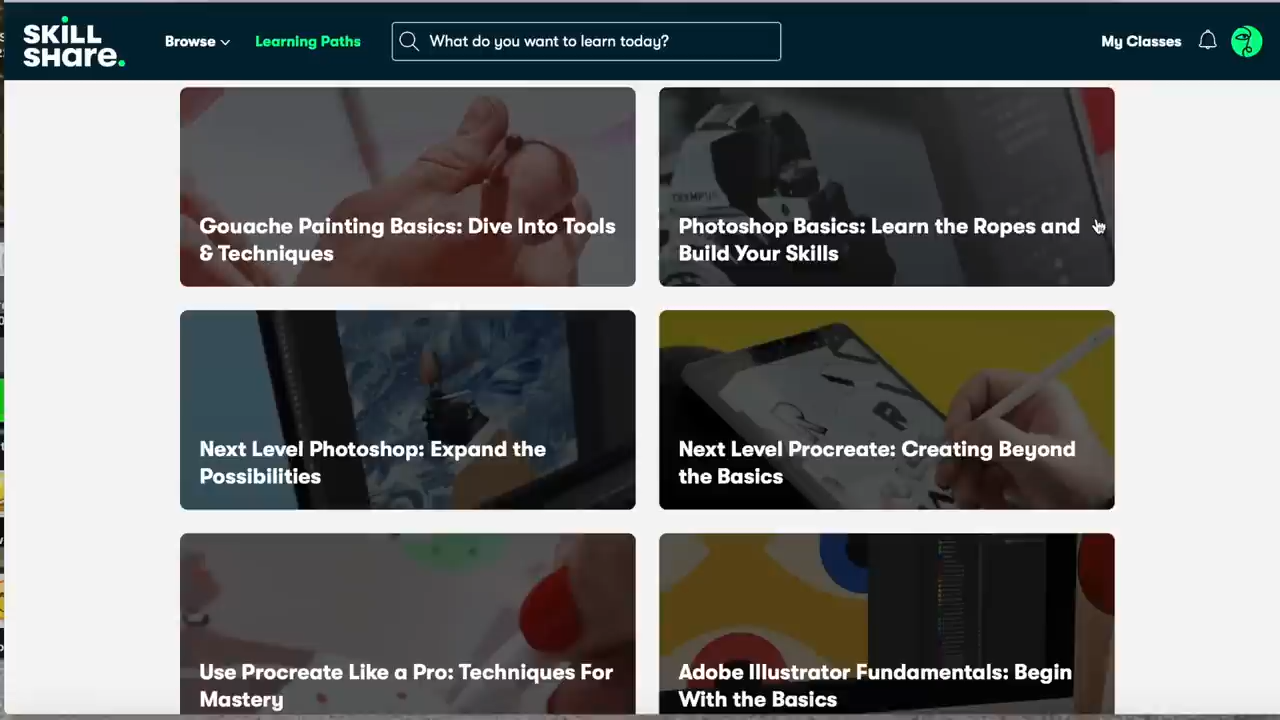 SKiLL
SHare.
Browse
Learning Paths
What do you want to learn today?
My Classes
Gouache Painting Basics: Dive Into Tools
& Techniques
Photoshop Basics: Learn the Ropes and
Build Your Skills
Next Level Photoshop: Expand the
Possibilities
Next Level Procreate: Creating Beyond
the Basics
Use Procreate Like a Pro: Techniques For
Mastery
Adobe Illustrator Fundamentals: Begin
With the Basics